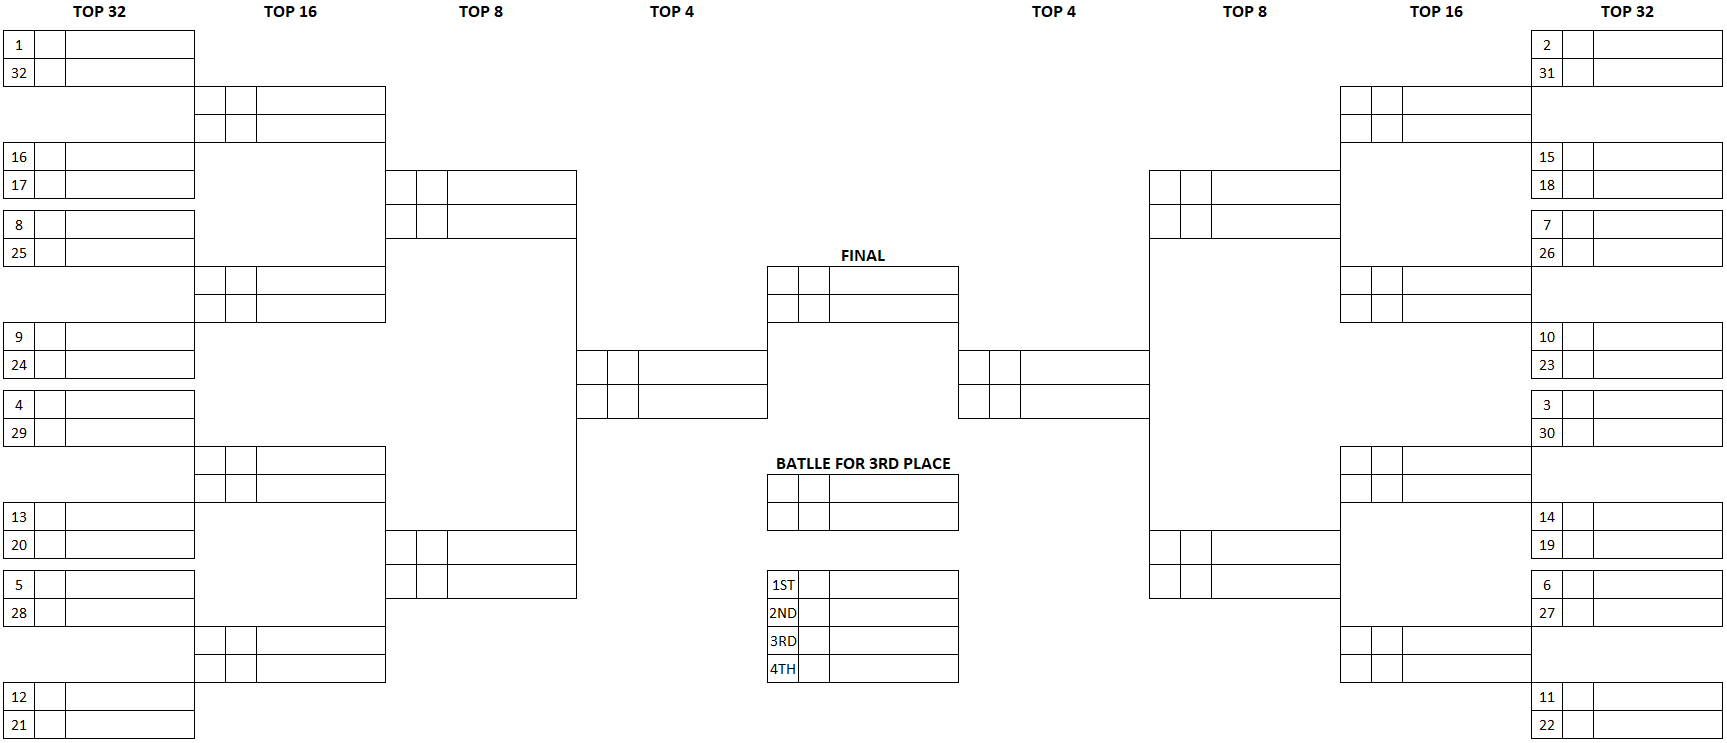 TOP 32 TOP 16 TOP 8 TOP 4 TOP 4 TOP 8 TOP 16 TOP 32
1 2
32 31
16 15
17 18
8 7
25 26
FINAL
9 10
24 23
4 3
29 30
BATLLE FOR 3RD PLACE
13 14
20 19
5 1ST 6
28 2ND 27
3RD
4TH
12 11
21 22